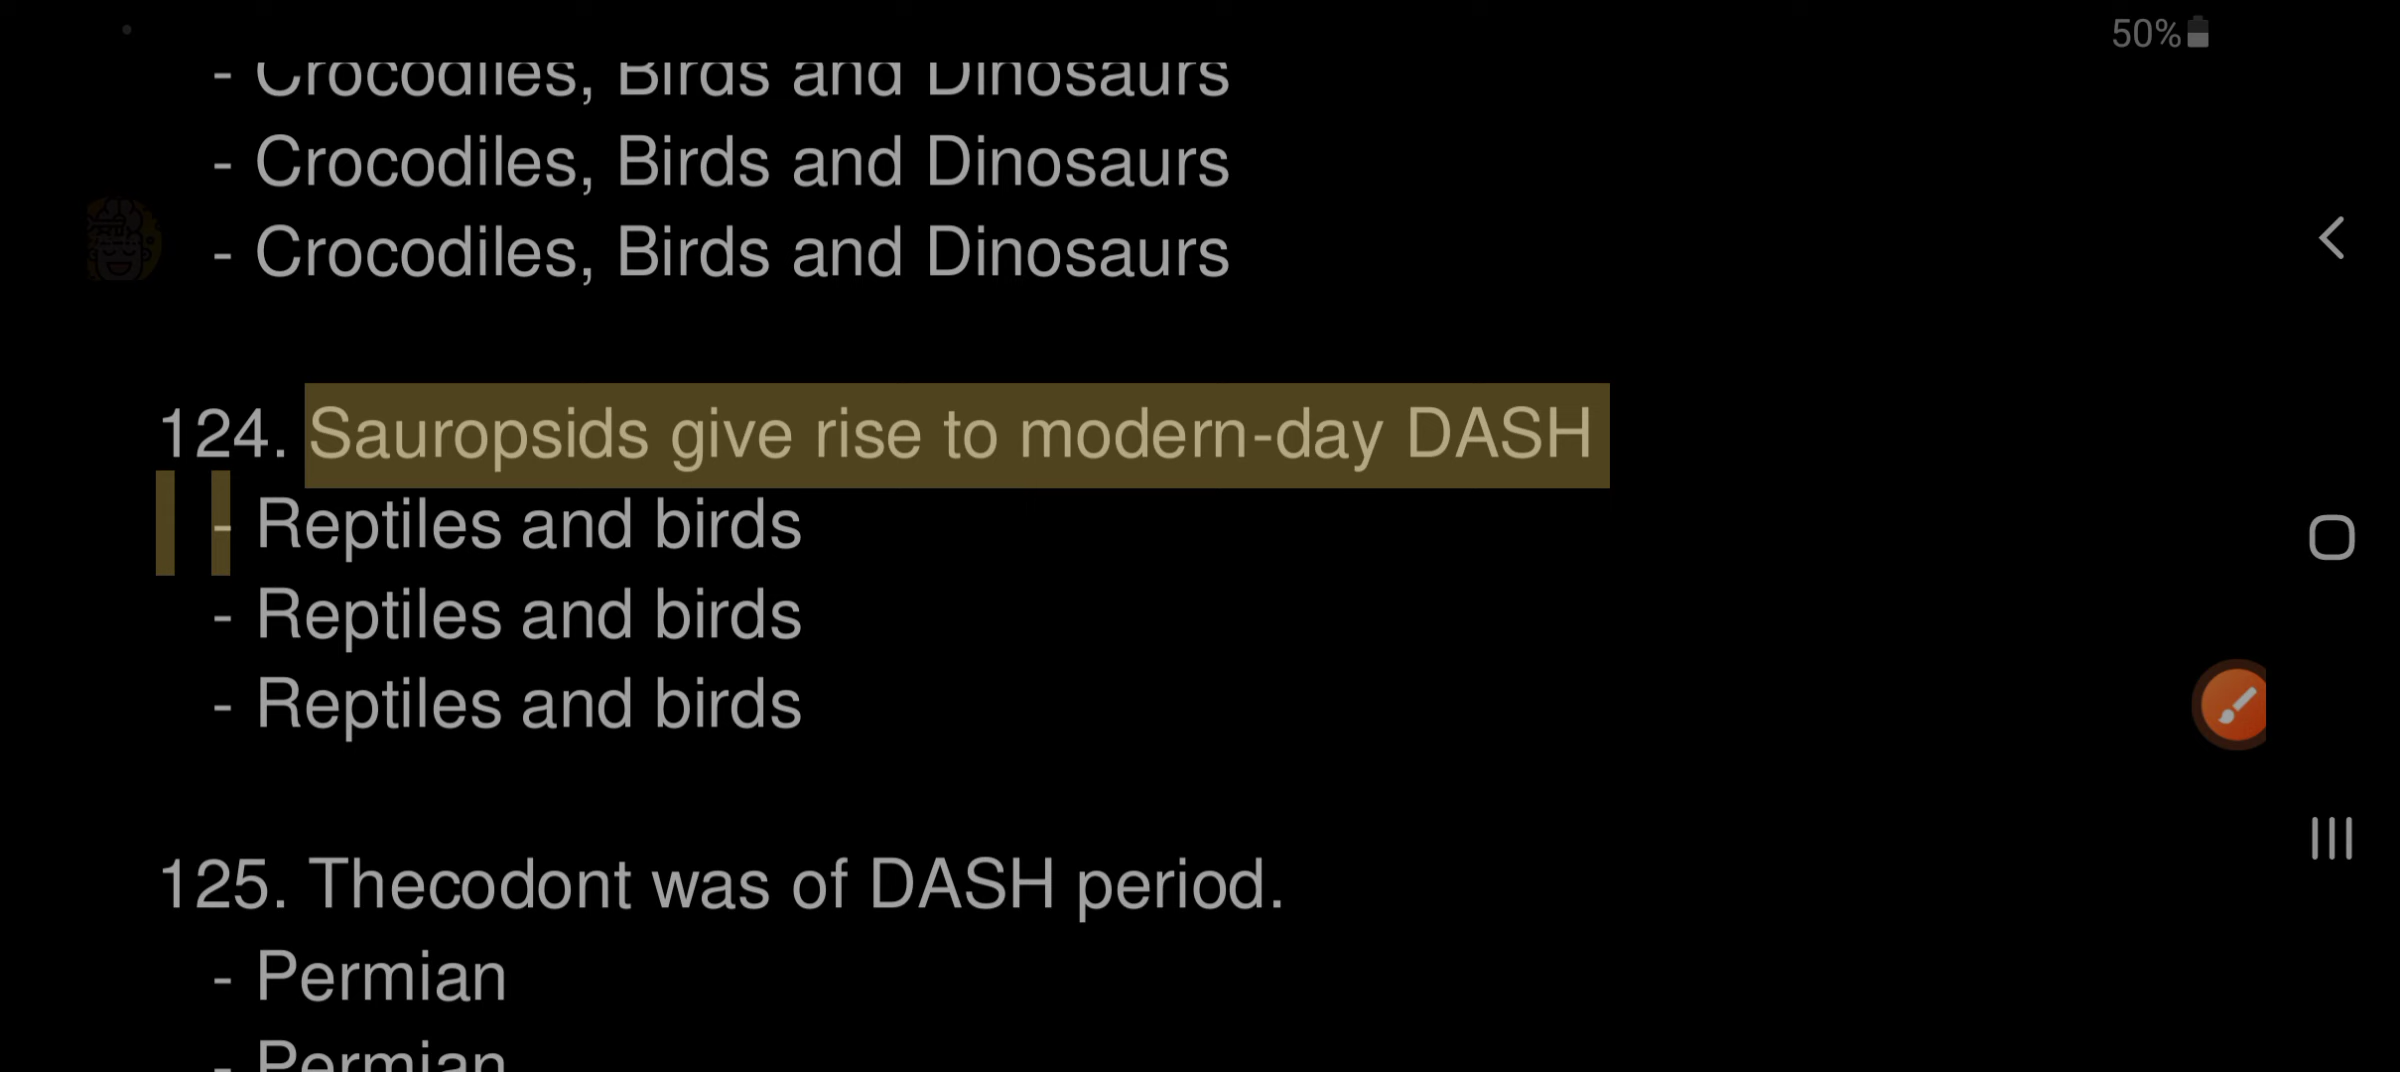 50%
- Crocodiles, Birds and Dinosaurs
- Crocodiles, Birds and Dinosaurs
- Crocodiles, Birds and Dinosaurs
124. Sauropsids give rise to modern-day DASH
- Reptiles and birds
- Reptiles and birds
- Reptiles and birds
125. Thecodont was of DASH period.
- Permian
- Permian